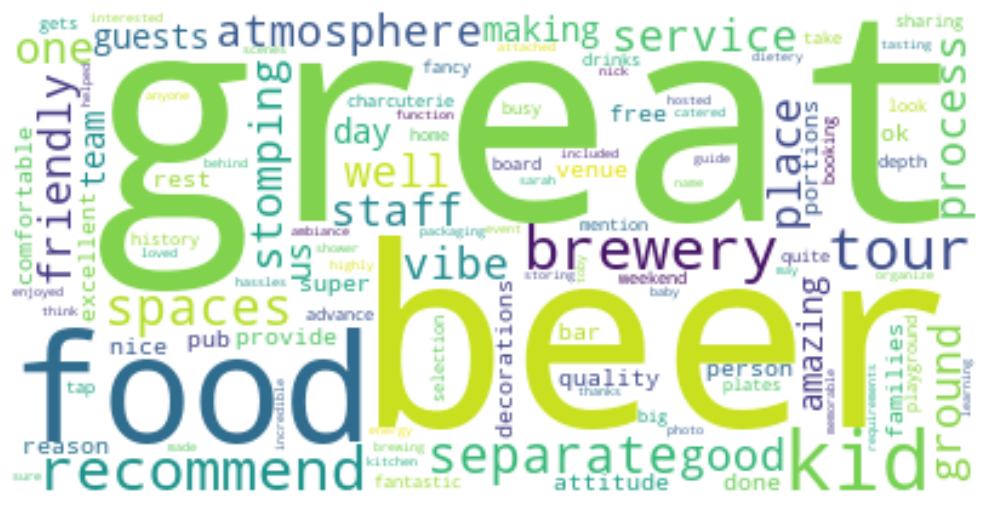 gets
interested
one
guests
atmosphere
making
service
sharing
attached
take
tasting
scenes
drinks
fancy
nick
dietery
great
friendly
helped
anyone
stomping
charcuterie
function
busy
free
hosted
catered
place
portions
booking
look
process
ok
depth
comfortable
team
day
home
well
board
included
venue
guide
behind
rest
sarah
name
excellent
staff
mention
history
loved
us
ambiance
shower
packaging
event
brewery
tour
vibe
highly
super
hassles
storing
toby
weekend
baby
quite
may
organize
enjoyed
think
spaces
advance
beer
food
nice
pub
provide
selection
decorations
bar
amazing
families
playground
ground
learning
tap
quality
person
plates
thanks
incredible
memorable
requirements
reason
made
energy
brewing
big
photo
sure
recommend
kitchen
fantastic
separate
attitude
good
done
kid